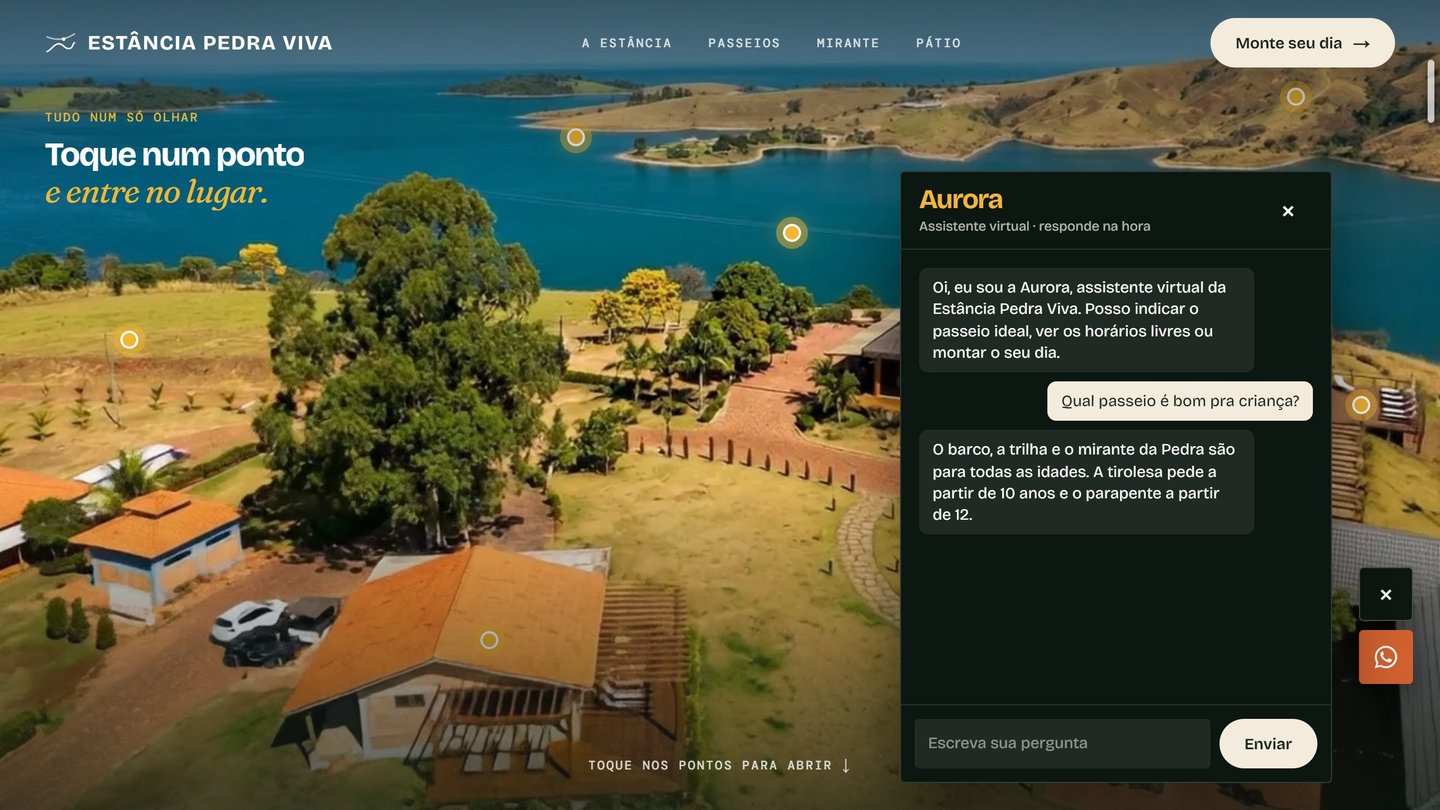 ESTÂNCIA PEDRA VIVA
A ESTÂNCIA
PASSEIOS
MIRANTE
PÁTIO
Monte seu dia →
TUDO NUM SÓ OLHAR
Toque num ponto
e entre no lugar.
Aurora
Assistente virtual · responde na hora
Oi, eu sou a Aurora, assistente virtual da
Estância Pedra Viva. Posso indicar o
passeio ideal, ver os horários livres ou
montar o seu dia.
Qual passeio é bom pra criança?
O barco, a trilha e o mirante da Pedra são
para todas as idades. A tirolesa pede a
partir de 10 anos e o parapente a partir
de 12.
Escreva sua pergunta
Enviar
TOQUE NOS PONTOS PARA ABRIR ↓